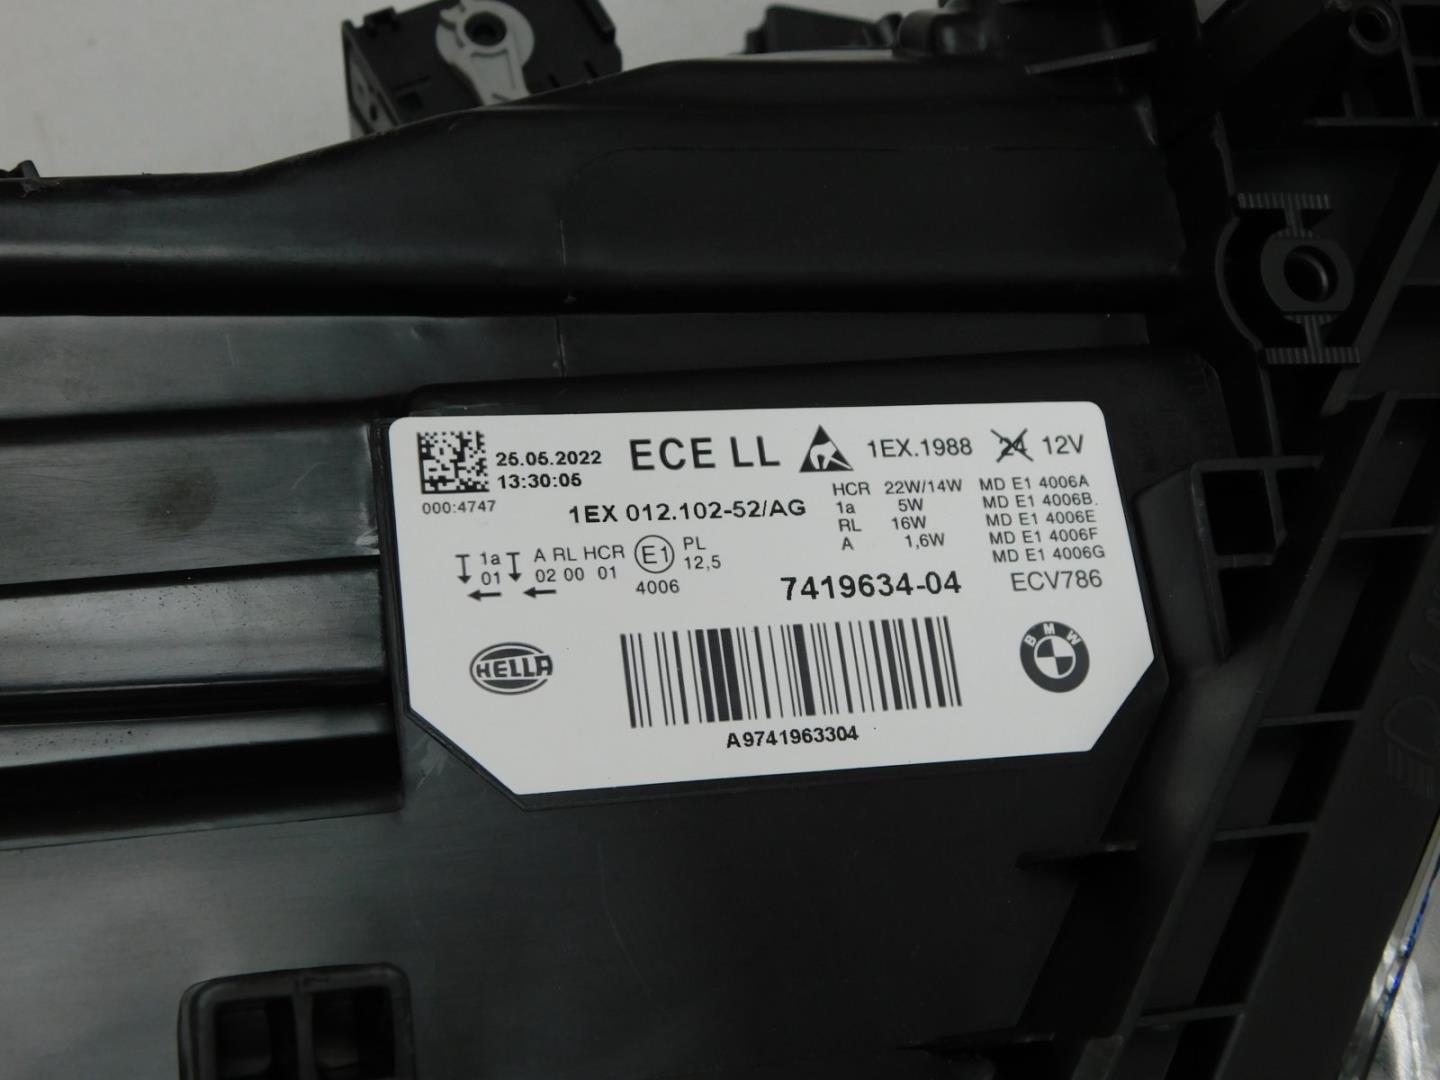 25.05.2022
13:30:05
000:4747
ECE LL
1EX.1988 24 12V
1EX 012.102-52/AG
HCR 22W/14W
1a 5W
RL 16W
A 1,6W
MD E1 4006A
MD E1 4006B.
MD E1 4006E
MD E1 4006F
MD E1 4006G
1a A RL HCR E1 PL
01 02 00 01 12,5
4006
7419634-04
ECV786
HELLA
BMW
A9741963304